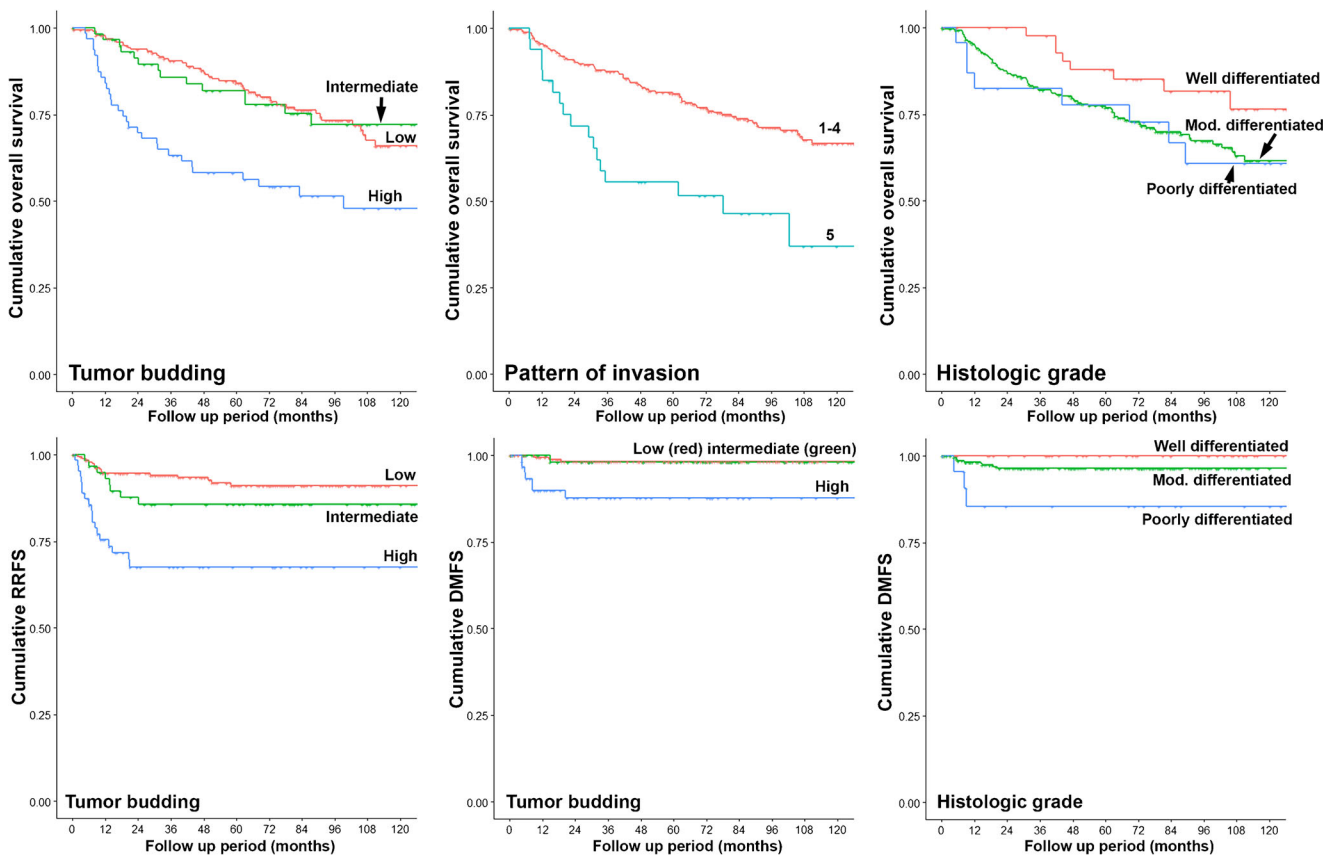 Cumulative overall survival
1.00
0.75
0.50
0.25
0.00
Intermediate
Low
High
Tumor budding
0 12 24 36 48 60 72 84 96 108 120
Follow up period (months)
Cumulative overall survival
1.00
0.75
0.50
0.25
0.00
1-4
5
Pattern of invasion
0 12 24 36 48 60 72 84 96 108 120
Follow up period (months)
Cumulative overall survival
1.00
0.75
0.50
0.25
0.00
Well differentiated
Mod. differentiated
Poorly differentiated
Histologic grade
0 12 24 36 48 60 72 84 96 108 120
Follow up period (months)
Cumulative RRFS
1.00
0.75
0.50
0.25
0.00
Low
Intermediate
High
Tumor budding
0 12 24 36 48 60 72 84 96 108 120
Follow up period (months)
Cumulative DMFS
1.00
0.75
0.50
0.25
0.00
Low (red) intermediate (green)
High
Tumor budding
0 12 24 36 48 60 72 84 96 108 120
Follow up period (months)
Cumulative DMFS
1.00
0.75
0.50
0.25
0.00
Well differentiated
Mod. differentiated
Poorly differentiated
Histologic grade
0 12 24 36 48 60 72 84 96 108 120
Follow up period (months)